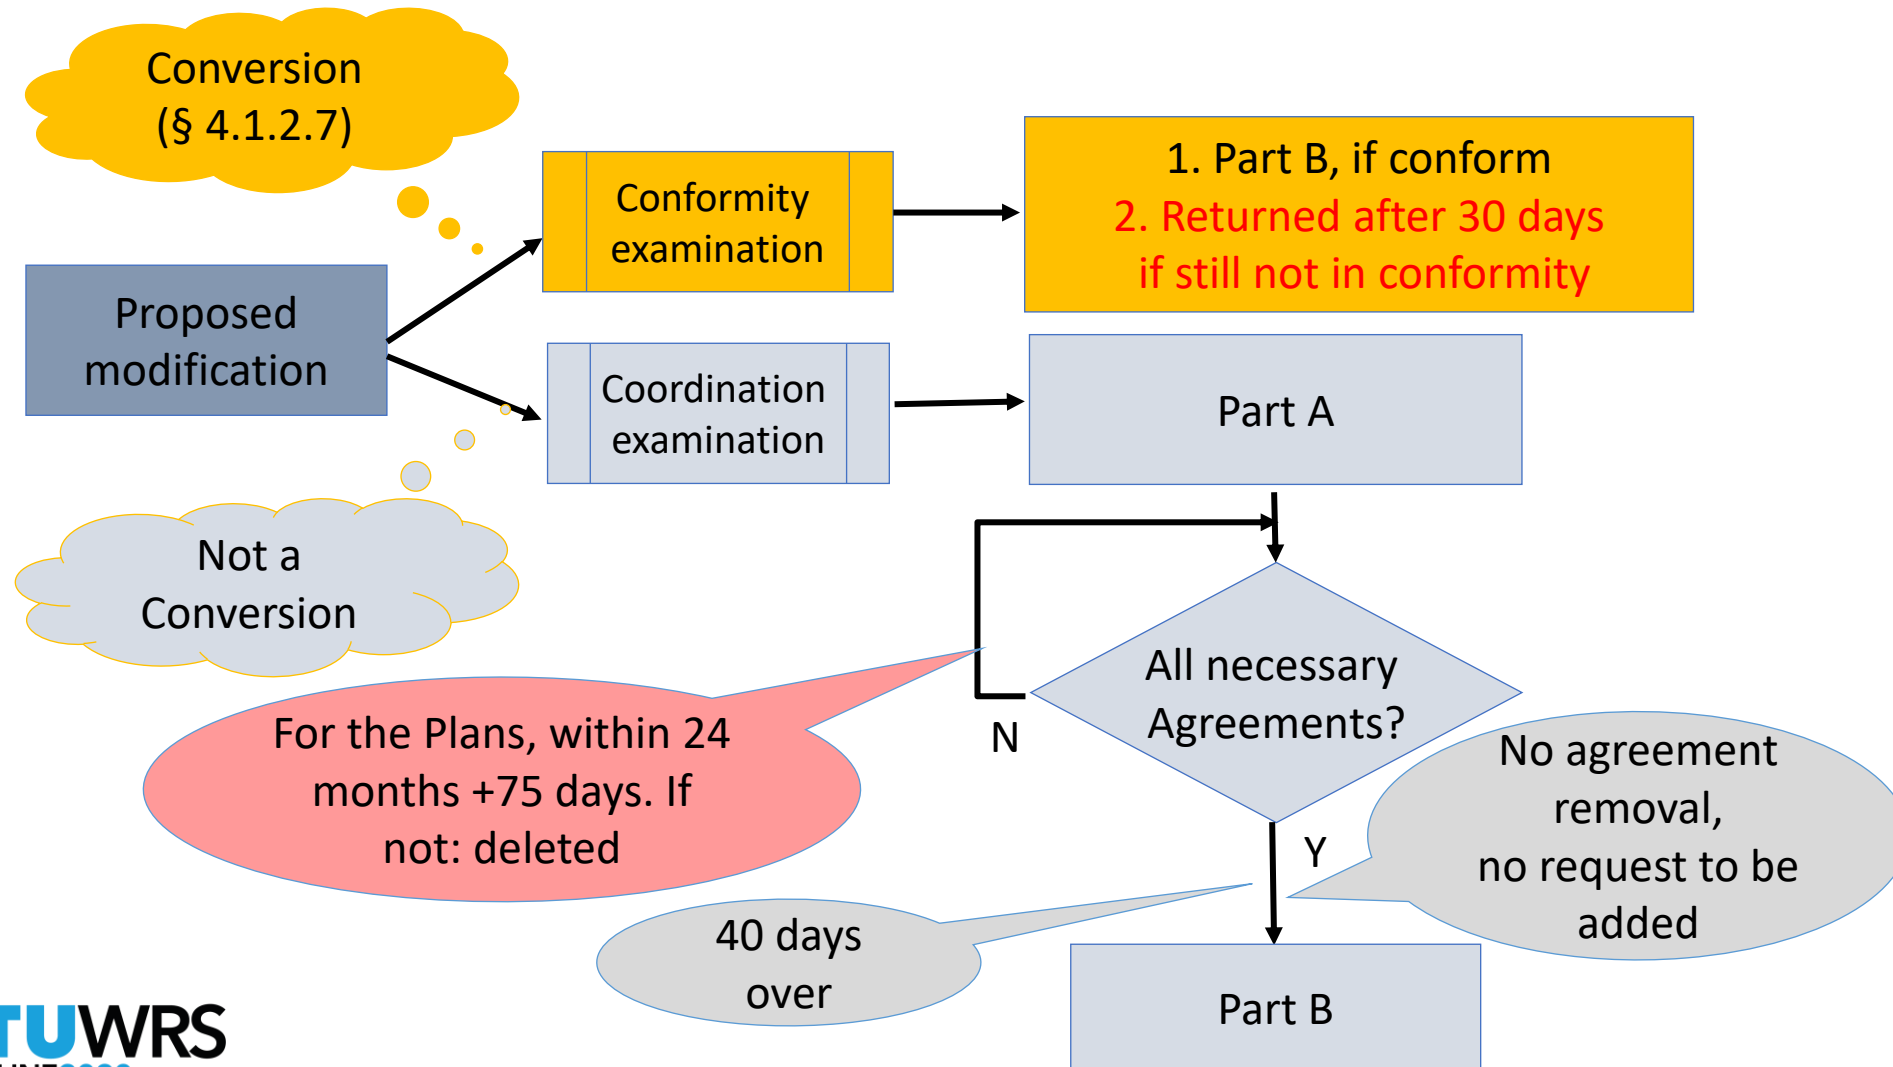 Conversion
(§ 4.1.2.7)
Conformity
examination
1. Part B, if conform
2. Returned after 30 days
if still not in conformity
Proposed
modification
Coordination
examination
Part A
Not a
Conversion
All necessary
Agreements?
N
For the Plans, within 24
months +75 days. If
not: deleted
Y
No agreement
removal,
no request to be
added
40 days
over
Part B
TUWRS